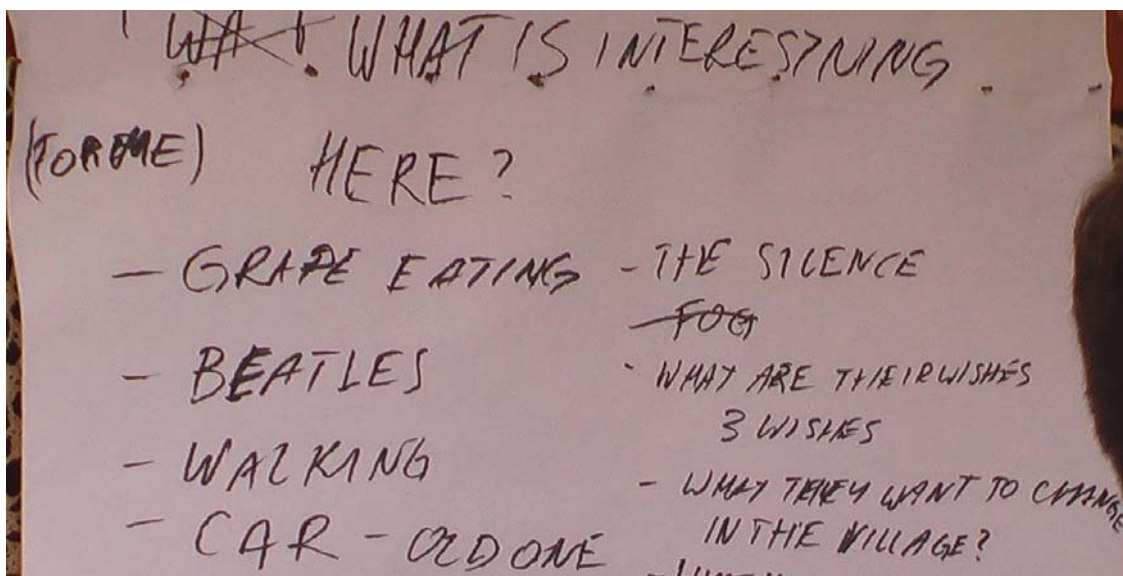 WHAT IS INTERESTNING
(FOR ME) HERE?
- GRAPE EATING
- BEATLES
- WALKING
- CAR - OLD ONE
- THE SILENCE
- FOG
- WHAT ARE THEIR WISHES
3 WISHES
- WHAT THEY WANT TO CHANGE
IN THE VILLAGE?